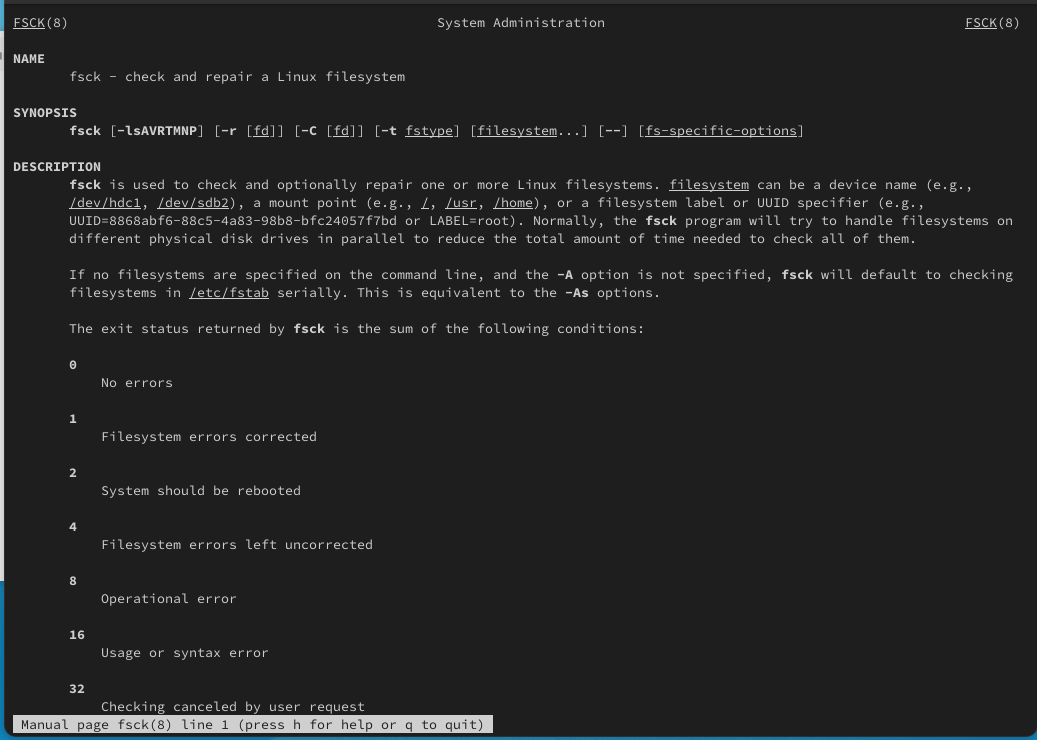 FSCK(8) System Administration FSCK(8)
NAME
fsck - check and repair a Linux filesystem
SYNOPSIS
fsck [-lsAVRTMNP] [-r [fd]] [-C [fd]] [-t fstype] [filesystem...] [--] [fs-specific-options]
DESCRIPTION
fsck is used to check and optionally repair one or more Linux filesystems. filesystem can be a device name (e.g.,
/dev/hdc1, /dev/sdb2), a mount point (e.g., /, /usr, /home), or a filesystem label or UUID specifier (e.g.,
UUID=8868abf6-88c5-4a83-98b8-bfc24057f7bd or LABEL=root). Normally, the fsck program will try to handle filesystems on
different physical disk drives in parallel to reduce the total amount of time needed to check all of them.
If no filesystems are specified on the command line, and the -A option is not specified, fsck will default to checking
filesystems in /etc/fstab serially. This is equivalent to the -As options.
The exit status returned by fsck is the sum of the following conditions:
0
No errors
1
Filesystem errors corrected
2
System should be rebooted
4
Filesystem errors left uncorrected
8
Operational error
16
Usage or syntax error
32
Checking canceled by user request
Manual page fsck(8) line 1 (press h for help or q to quit)